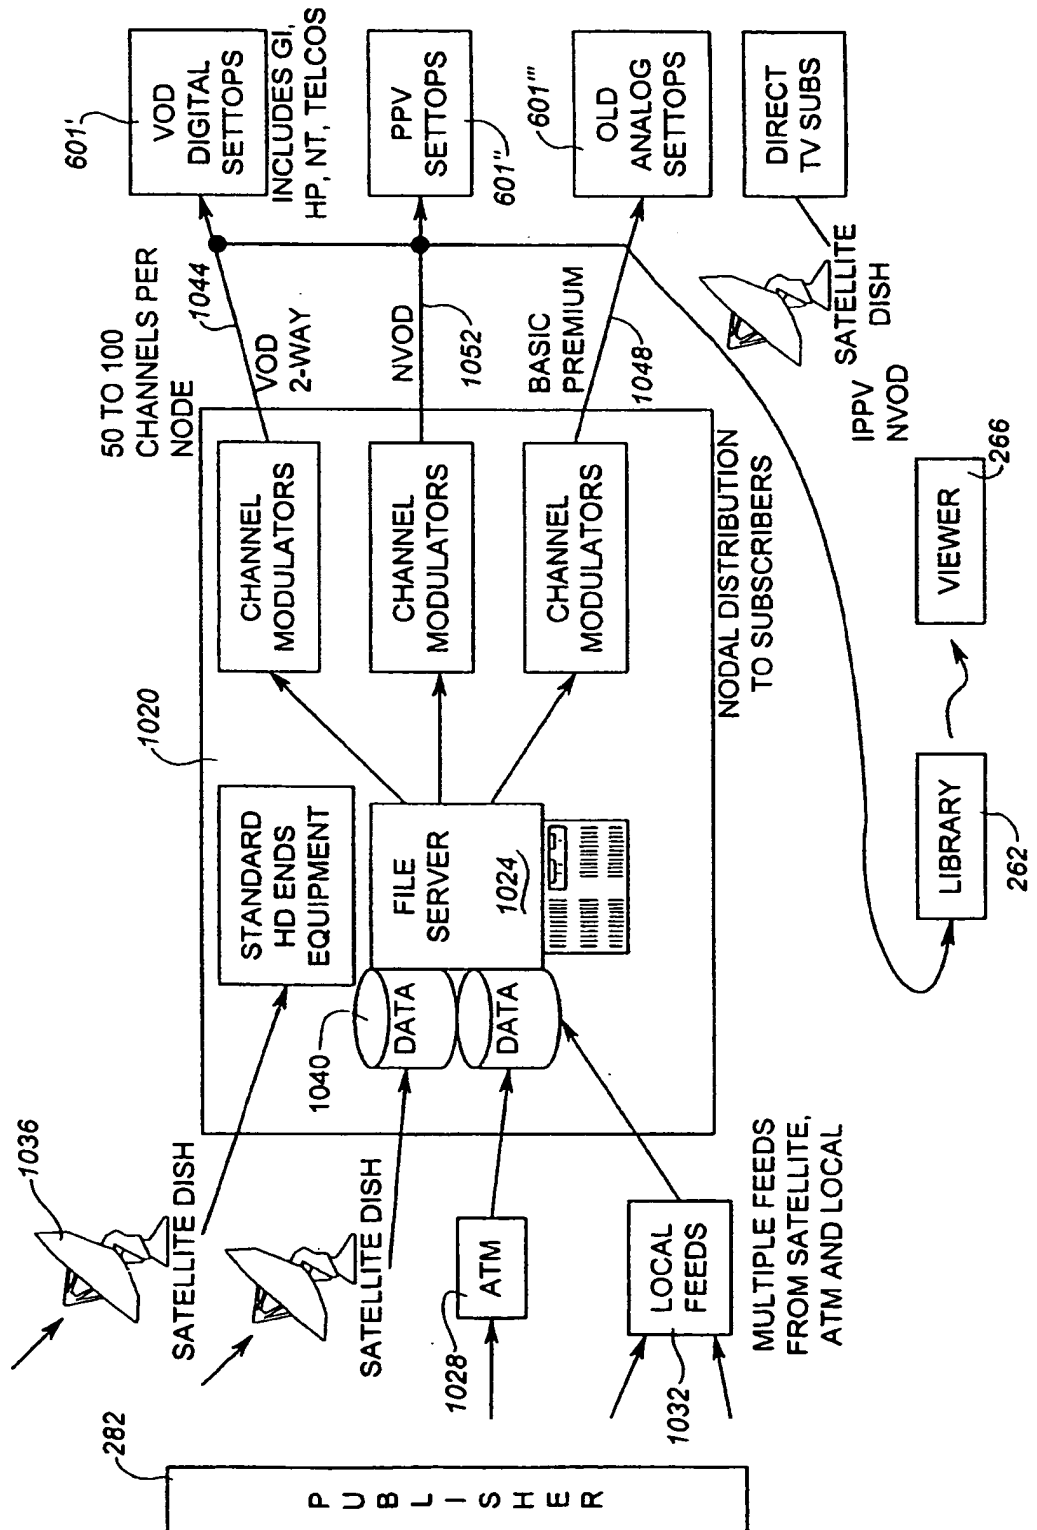 282
PUBLISHER
1036
SATELLITE DISH
SATELLITE DISH
1028
ATM
1032
LOCAL
FEEDS
MULTIPLE FEEDS
FROM SATELLITE,
ATM AND LOCAL
1020
STANDARD
HD ENDS
EQUIPMENT
1040
DATA
DATA
FILE
SERVER
1024
CHANNEL
MODULATORS
CHANNEL
MODULATORS
CHANNEL
MODULATORS
NODAL DISTRIBUTION
TO SUBSCRIBERS
50 TO 100
CHANNELS PER
NODE
1044
VOD
2-WAY
NVOD
1052
BASIC
PREMIUM
1048
601'
VOD
DIGITAL
SETTOPS
INCLUDES GI,
HP, NT, TELCOS
PPV
SETTOPS
601"
601'"
OLD
ANALOG
SETTOPS
DIRECT
TV SUBS
SATELLITE
DISH
IPPV
NVOD
LIBRARY
262
VIEWER
266